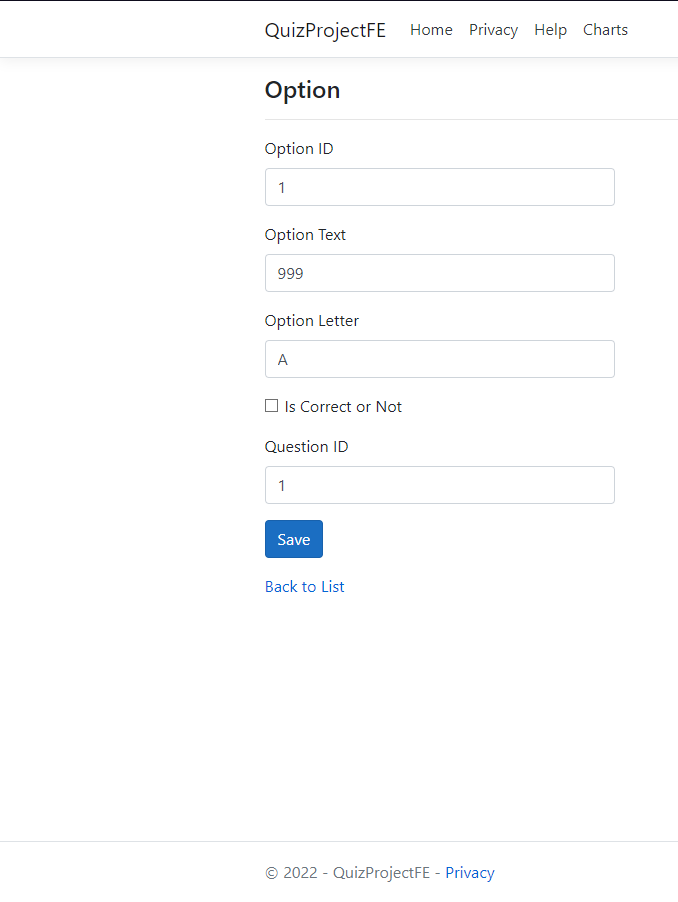 QuizProjectFE Home Privacy Help Charts
Option
Option ID
1
Option Text
999
Option Letter
A
Is Correct or Not
Question ID
1
Save
Back to List
© 2022 - QuizProjectFE - Privacy